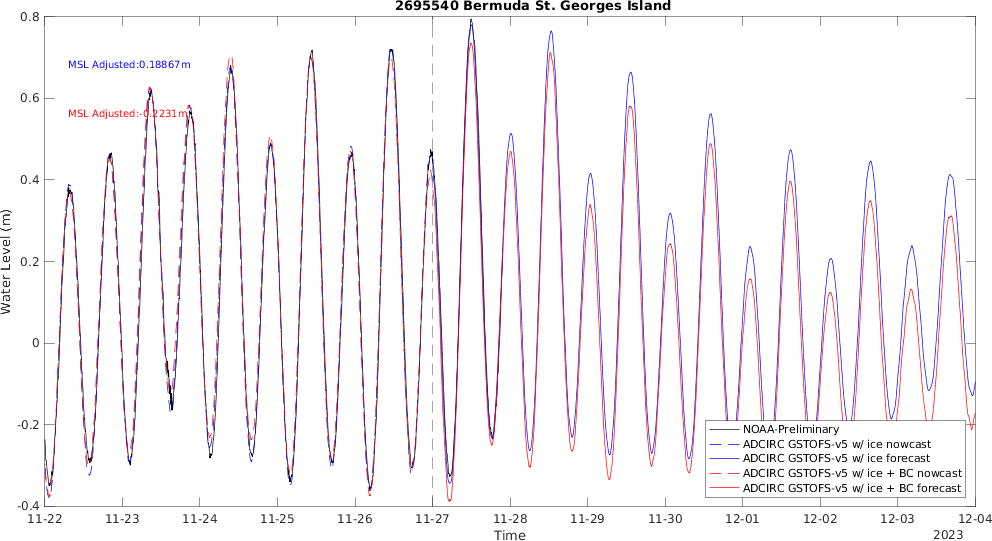 2695540 Bermuda St. Georges Island
0.8
0.6
0.4
0.2
0
-0.2
-0.4
Water Level (m)
MSL Adjusted:0.18867m
MSL Adjusted:-0.2231m
NOAA-Preliminary
ADCIRC GSTOFS-v5 w/ ice nowcast
ADCIRC GSTOFS-v5 w/ ice forecast
ADCIRC GSTOFS-v5 w/ ice + BC nowcast
ADCIRC GSTOFS-v5 w/ ice + BC forecast
11-22 11-23 11-24 11-25 11-26 11-27 11-28 11-29 11-30 12-01 12-02 12-03 12-04
Time
2023